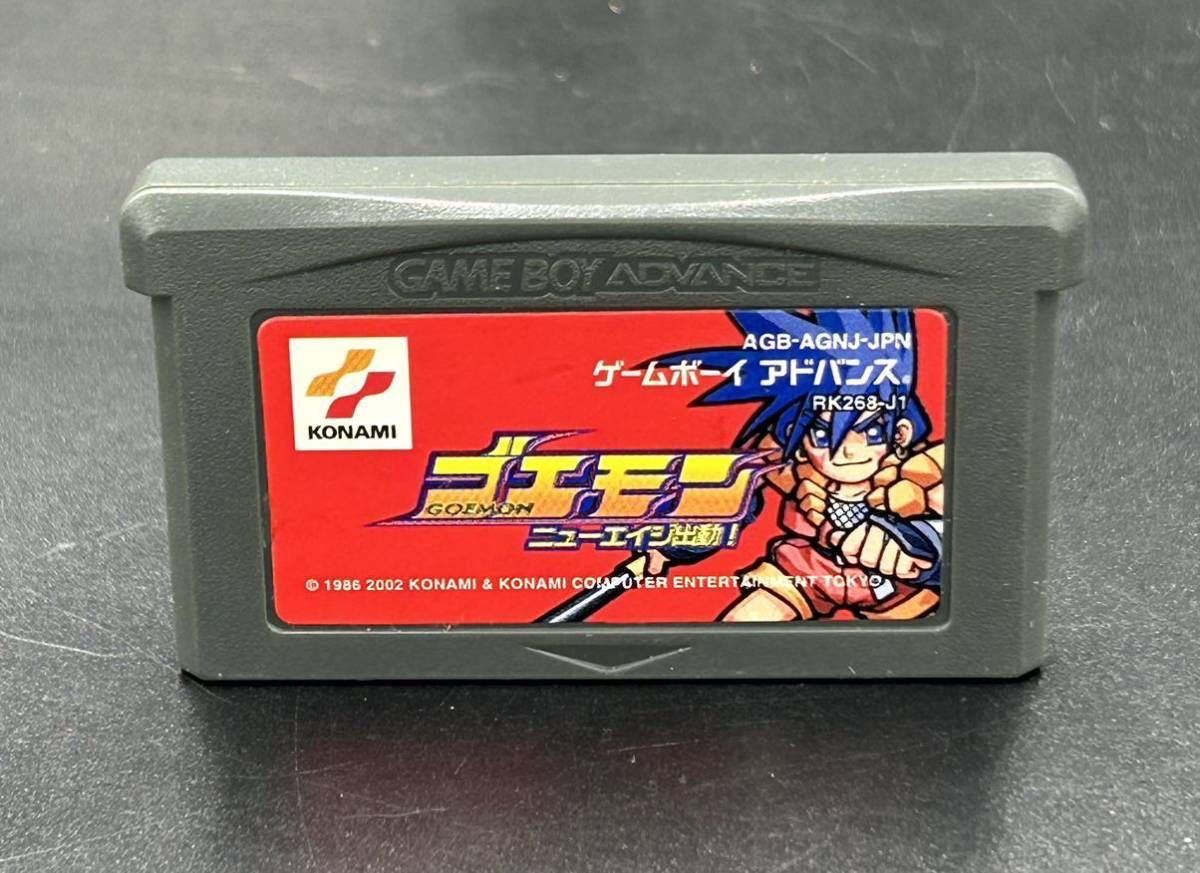 GAME BOY ADVANCE
AGB-AGNJ-JPN
ゲームボーイ アドバンス
RK268-J1
KONAMI
ゴエモン
GOEMON
ニューエイジ出動!
© 1986 2002 KONAMI & KONAMI COMPUTER ENTERTAINMENT TOKYO